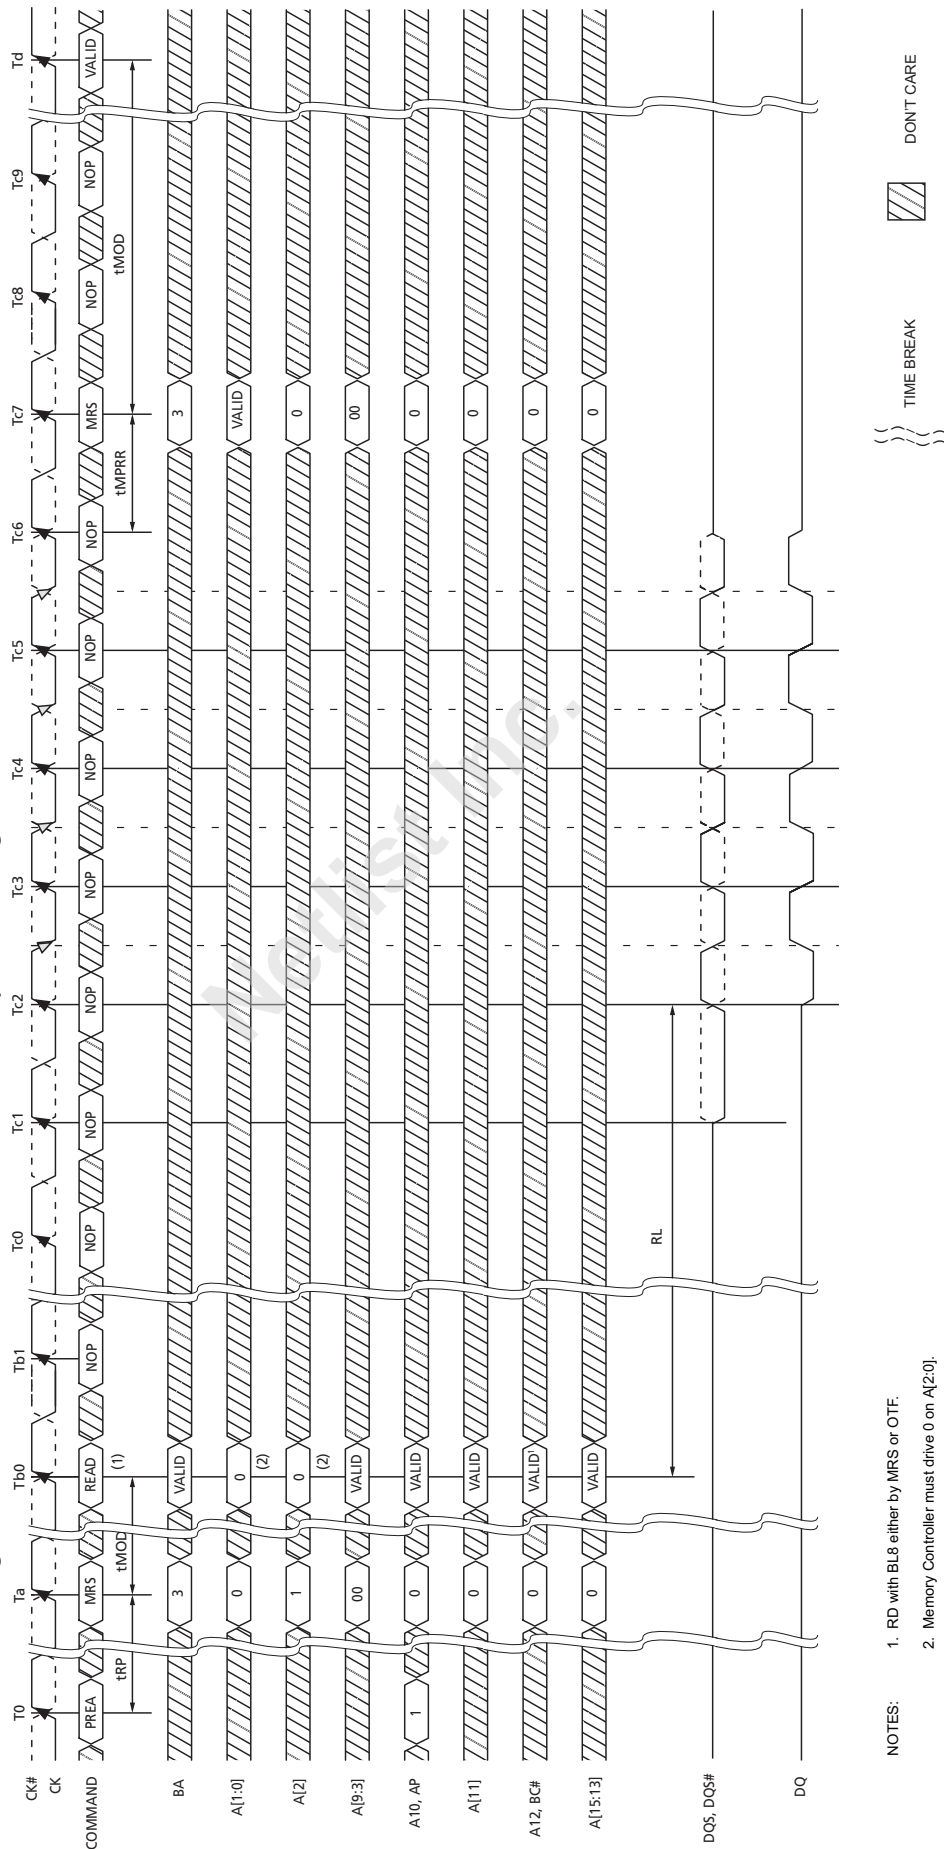 T0 Ta Tb0 Tb1 Tc0 Tc1 Tc2 Tc3 Tc4 Tc5 Tc6 Tc7 Tc8 Tc9 Td
CK#
CK
COMMAND PREA MRS READ NOP NOP NOP NOP NOP NOP NOP NOP MRS NOP NOP VALID
(1)
tRP tMOD tMPRR tMOD
BA 3 VALID 3
A[1:0] 0 0 VALID
(2)
A[2] 1 0 0
(2)
A[9:3] 00 VALID 00
A10, AP 1 0 VALID 0
A[11] 0 VALID 0
A12, BC# 0 VALID¹ 0
A[15:13] 0 VALID 0
RL
DQS, DQS#
DQ
NOTES: 1. RD with BL8 either by MRS or OTF.
2. Memory Controller must drive 0 on A[2:0].
TIME BREAK
DON'T CARE
Netlist Inc.